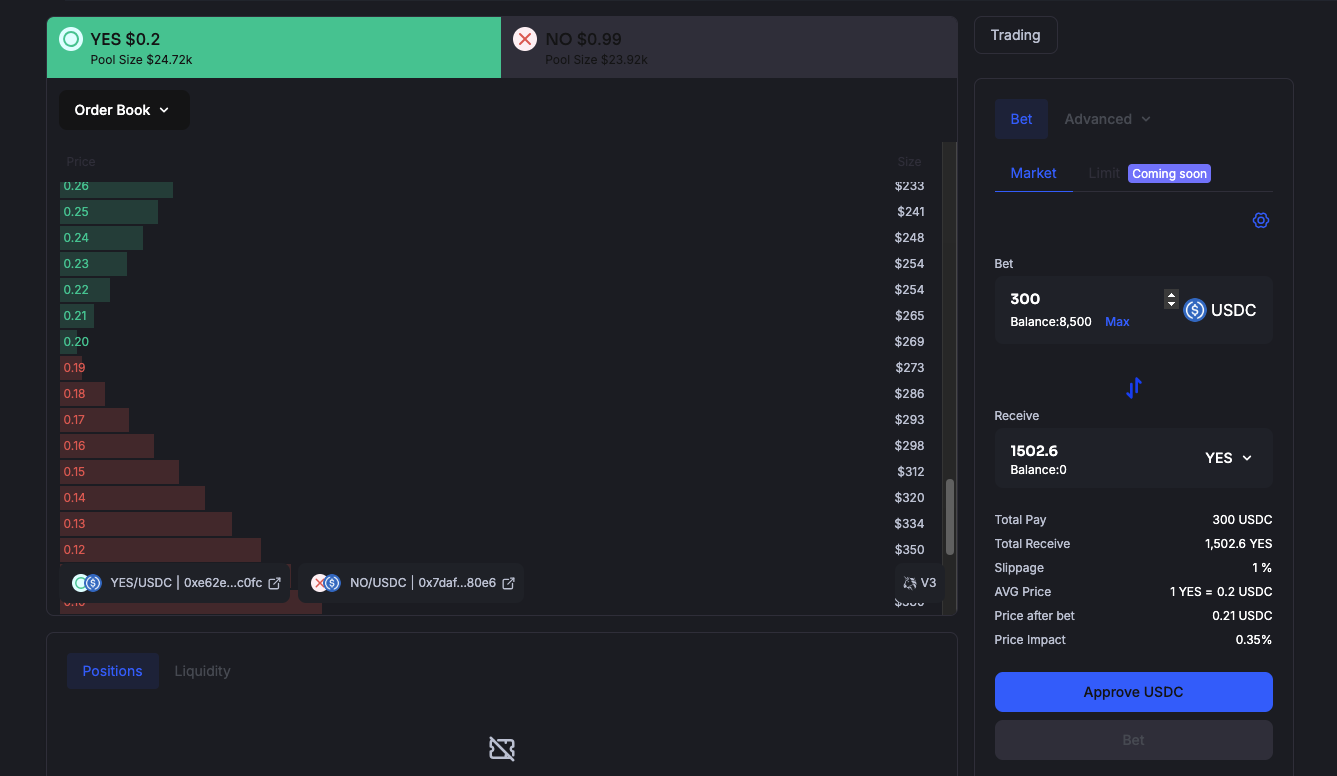 YES $0.2
Pool Size $24.72k
NO $0.99
Pool Size $23.92k
Order Book
Price Size
0.26 $233
0.25 $241
0.24 $248
0.23 $254
0.22 $254
0.21 $265
0.20 $269
0.19 $273
0.18 $286
0.17 $293
0.16 $298
0.15 $312
0.14 $320
0.13 $334
0.12 $350
YES/USDC | 0xe62e...c0fc
NO/USDC | 0x7daf...80e6
V3
Positions Liquidity
Trading
Bet Advanced
Market Limit Coming soon
Bet
300
Balance:8,500 Max
USDC
Receive
1502.6
Balance:0
YES
Total Pay 300 USDC
Total Receive 1,502.6 YES
Slippage 1 %
AVG Price 1 YES = 0.2 USDC
Price after bet 0.21 USDC
Price Impact 0.35%
Approve USDC
Bet